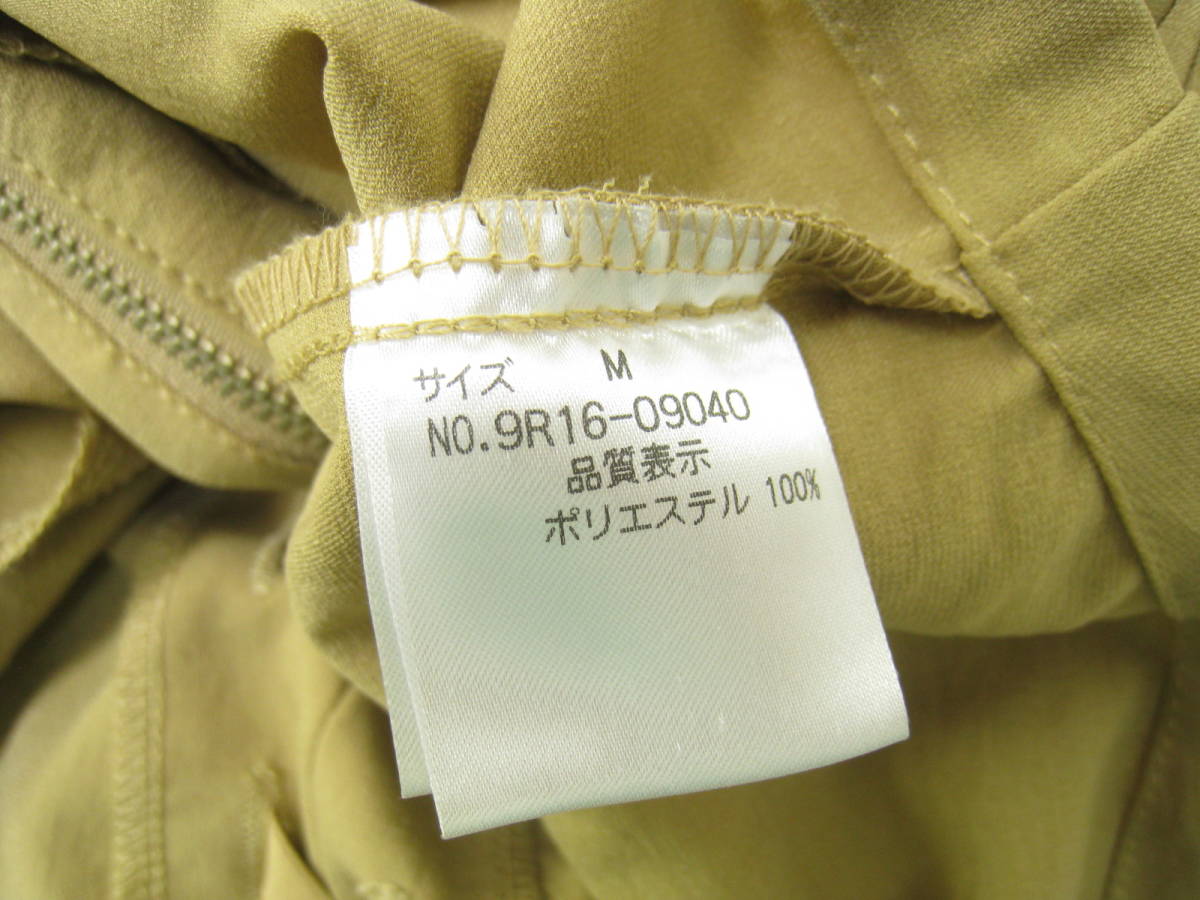 サイズ M
NO.9R16-09040
品質表示
ポリエステル 100%